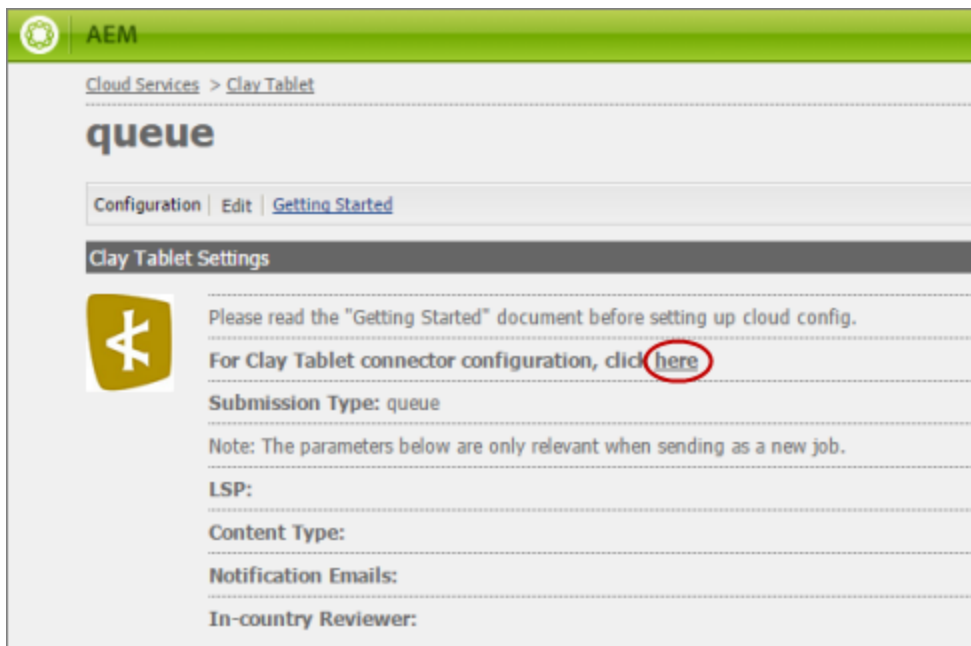 AEM
Cloud Services > Clay Tablet
queue
Configuration | Edit | Getting Started
Clay Tablet Settings
Please read the "Getting Started" document before setting up cloud config.
For Clay Tablet connector configuration, click here
Submission Type: queue
Note: The parameters below are only relevant when sending as a new job.
LSP:
Content Type:
Notification Emails:
In-country Reviewer: